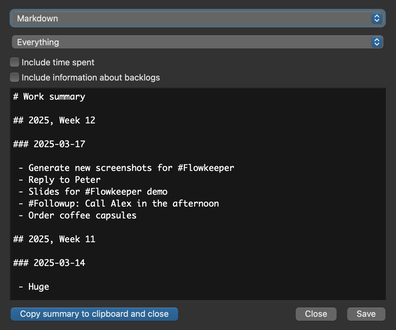 Markdown
Everything
Include time spent
Include information about backlogs
# Work summary
## 2025, Week 12
### 2025-03-17
- Generate new screenshots for #Flowkeeper
- Reply to Peter
- Slides for #Flowkeeper demo
- #Followup: Call Alex in the afternoon
- Order coffee capsules
## 2025, Week 11
### 2025-03-14
- Huge
Copy summary to clipboard and close
Close
Save